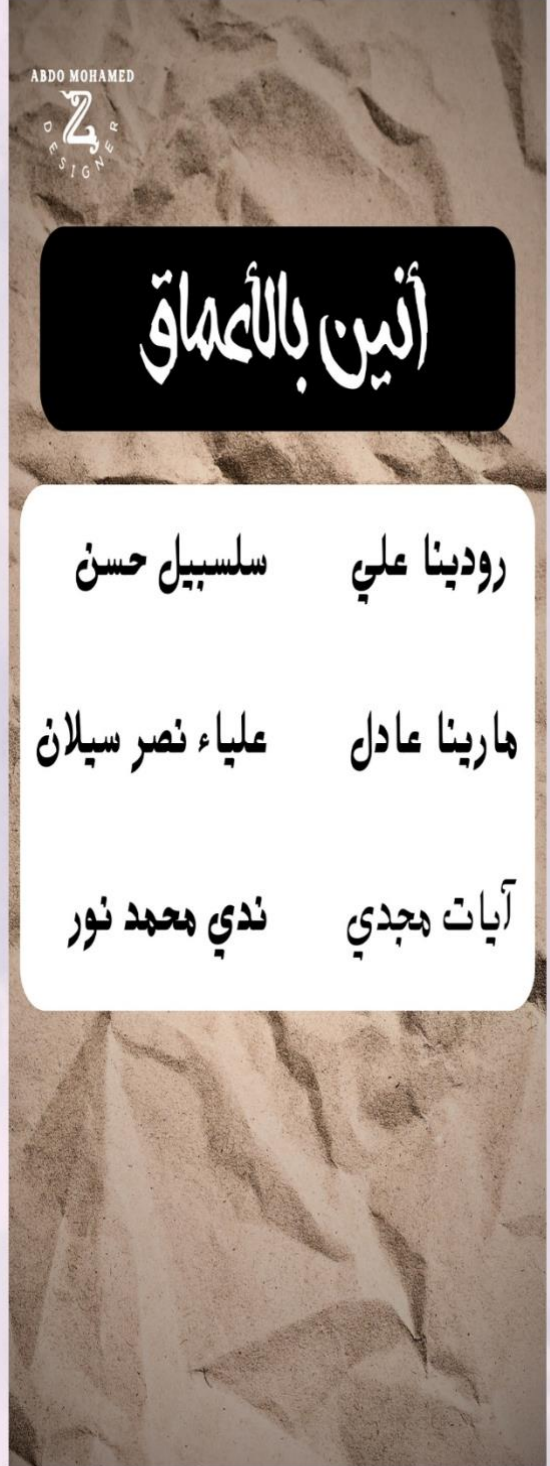 ABDO MOHAMED
DESIGNER
أنين بالأعماق
رودينا علي سلسبيل حسن
مارينا عادل علياء نصر سيلان
آيات مجدي ندي محمد نور